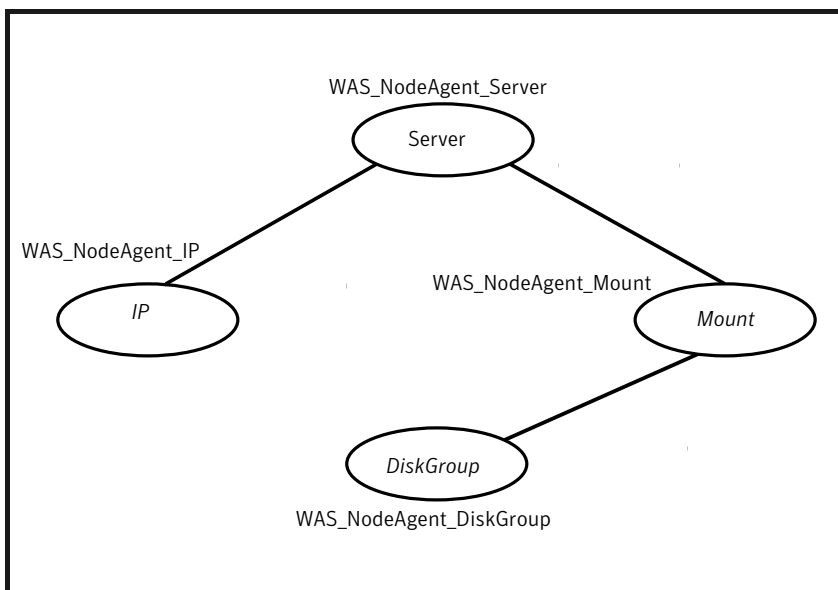 WAS_NodeAgent_Server
Server
WAS_NodeAgent_IP
IP
WAS_NodeAgent_Mount
Mount
DiskGroup
WAS_NodeAgent_DiskGroup